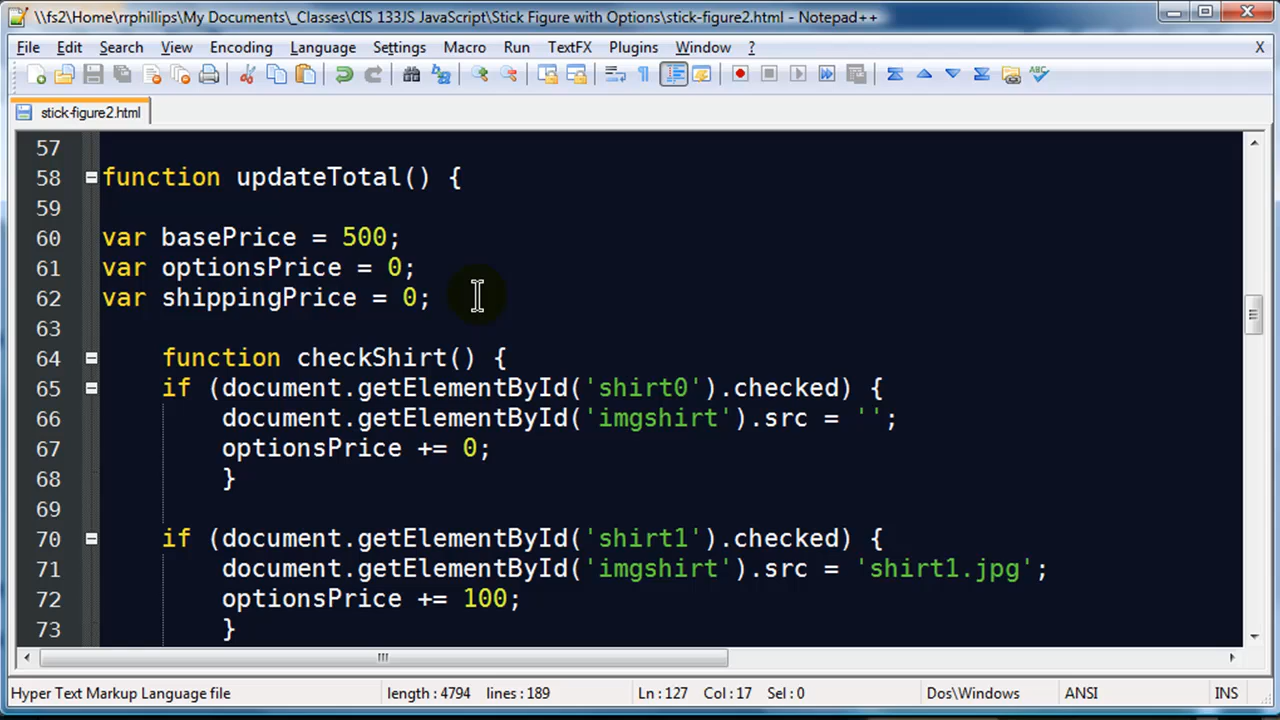 \\fs2\Home\rrphillips\My Documents\_Classes\CIS 133JS JavaScript\Stick Figure with Options\stick-figure2.html - Notepad++
File Edit Search View Encoding Language Settings Macro Run TextFX Plugins Window ? X
stick-figure2.html
57
58 function updateTotal() {
59
60 var basePrice = 500;
61 var optionsPrice = 0;
62 var shippingPrice = 0;
63
64 function checkShirt() {
65 if (document.getElementById('shirt0').checked) {
66 document.getElementById('imgshirt').src = '';
67 optionsPrice += 0;
68 }
69
70 if (document.getElementById('shirt1').checked) {
71 document.getElementById('imgshirt').src = 'shirt1.jpg';
72 optionsPrice += 100;
73 }
Hyper Text Markup Language file length : 4794 lines : 189 Ln : 127 Col : 17 Sel : 0 Dos\Windows ANSI INS